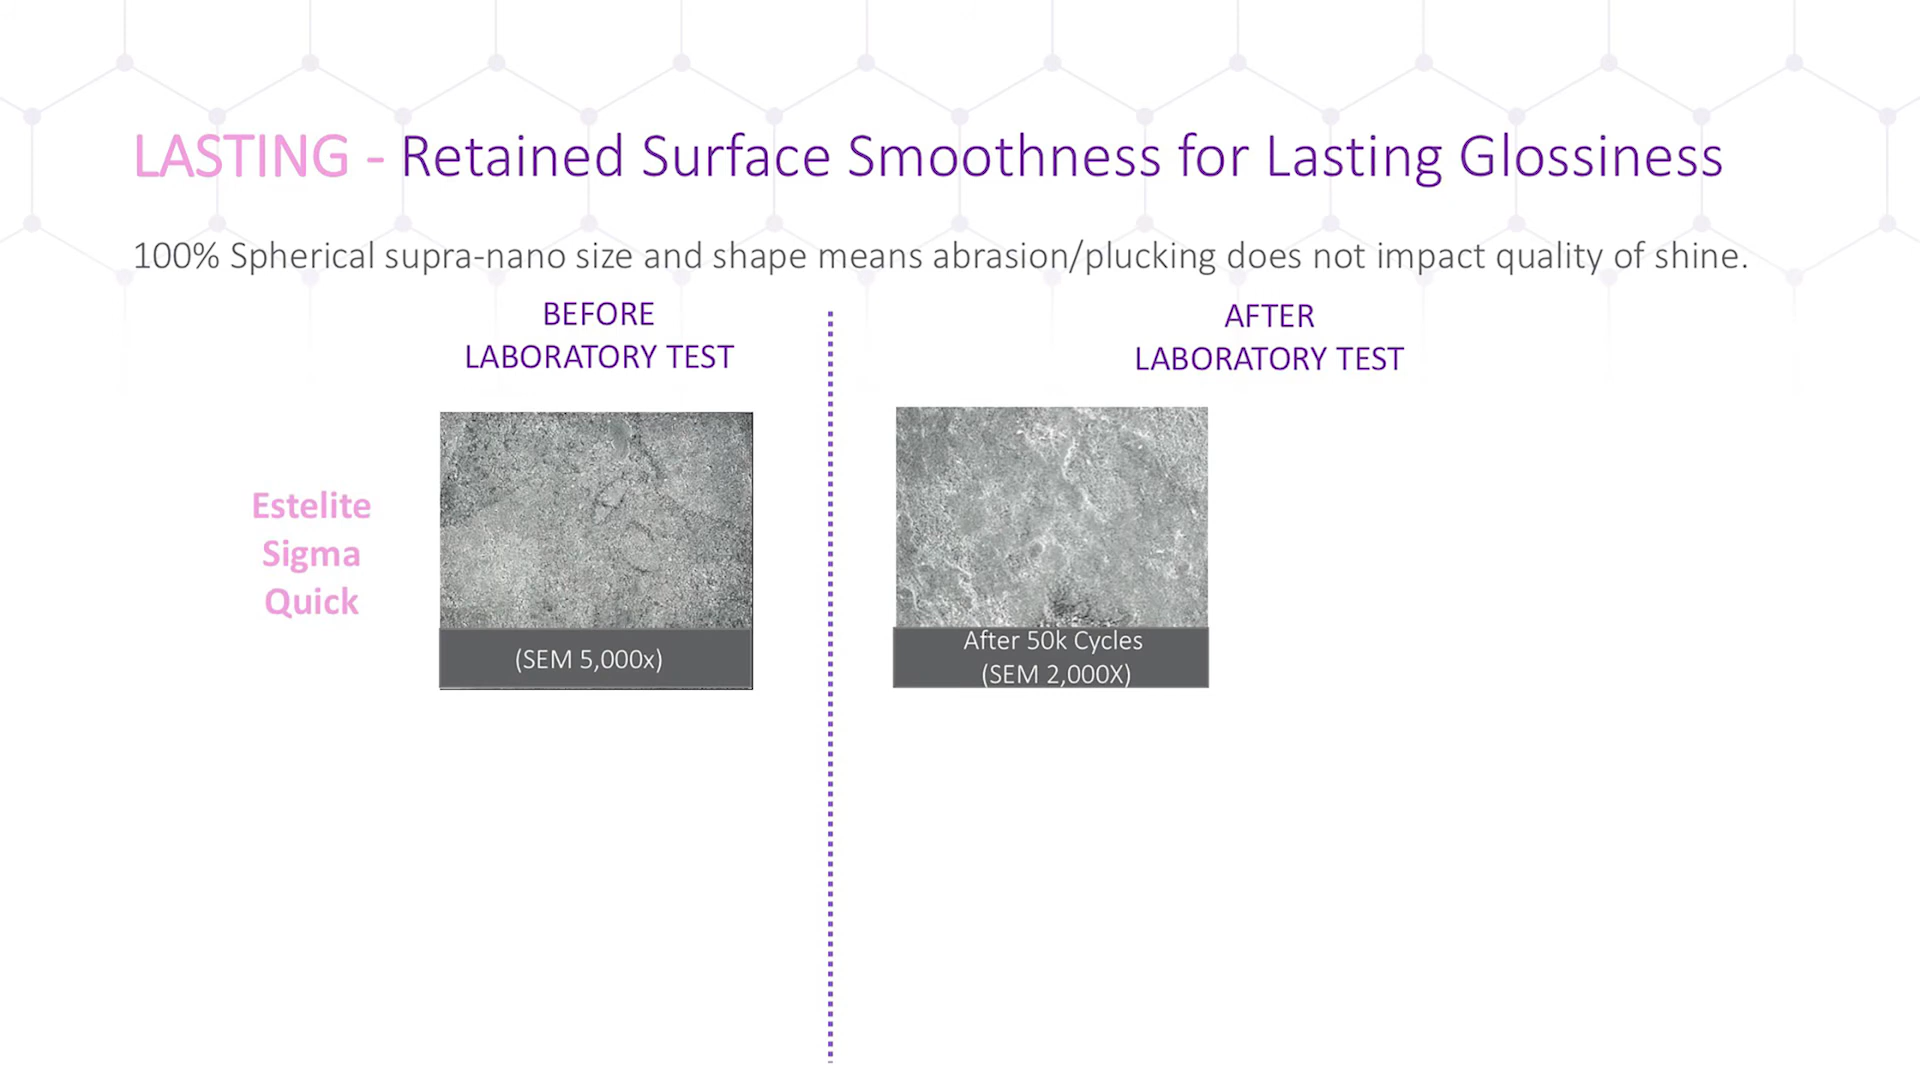 LASTING - Retained Surface Smoothness for Lasting Glossiness
100% Spherical supra-nano size and shape means abrasion/plucking does not impact quality of shine.
BEFORE
LABORATORY TEST
AFTER
LABORATORY TEST
Estelite
Sigma
Quick
(SEM 5,000x)
After 50k Cycles
(SEM 2,000X)